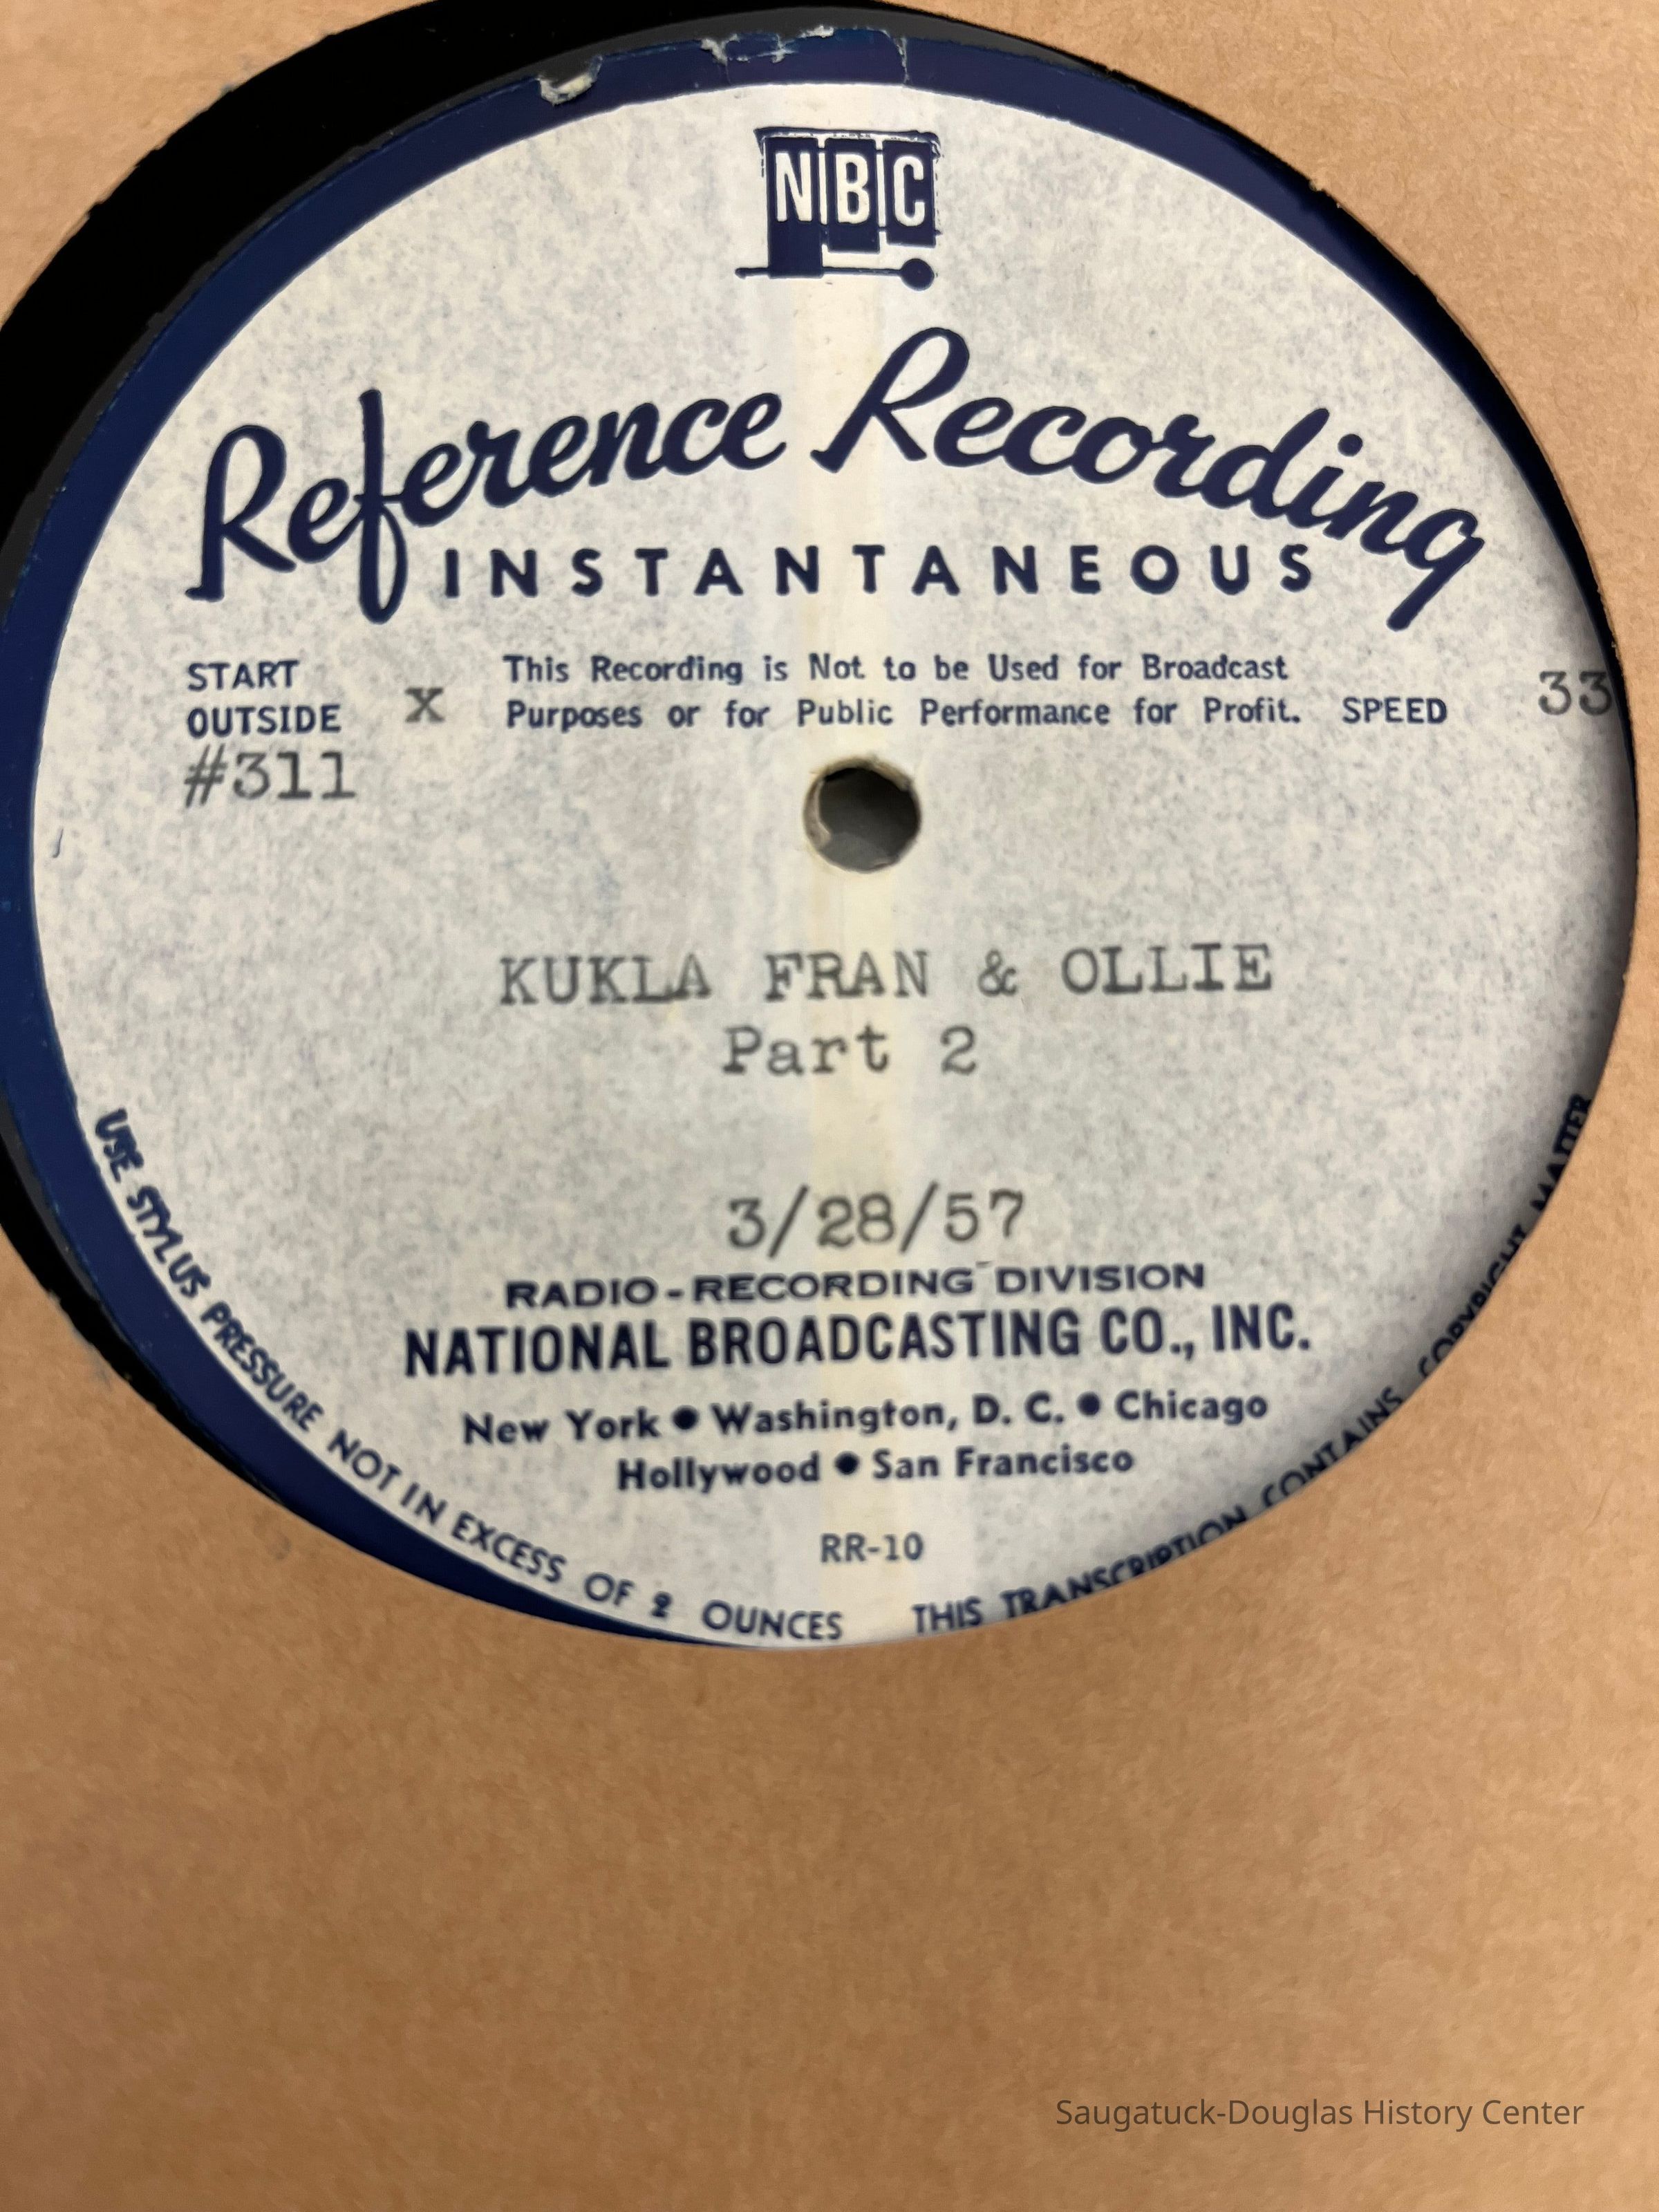 NBC
Reference Recording
INSTANTANEOUS
START
OUTSIDE
X
This Recording is Not to be Used for Broadcast
Purposes or for Public Performance for Profit. SPEED 33
#311
KUKLA FRAN & OLLIE
Part 2
3/28/57
RADIO-RECORDING DIVISION
NATIONAL BROADCASTING CO., INC.
New York ● Washington, D. C. ● Chicago
Hollywood ● San Francisco
RR-10
USE STYLUS PRESSURE NOT IN EXCESS OF 2 OUNCES
THIS TRANSCRIPTION CONTAINS COPYRIGHT MATTER
Saugatuck-Douglas History Center